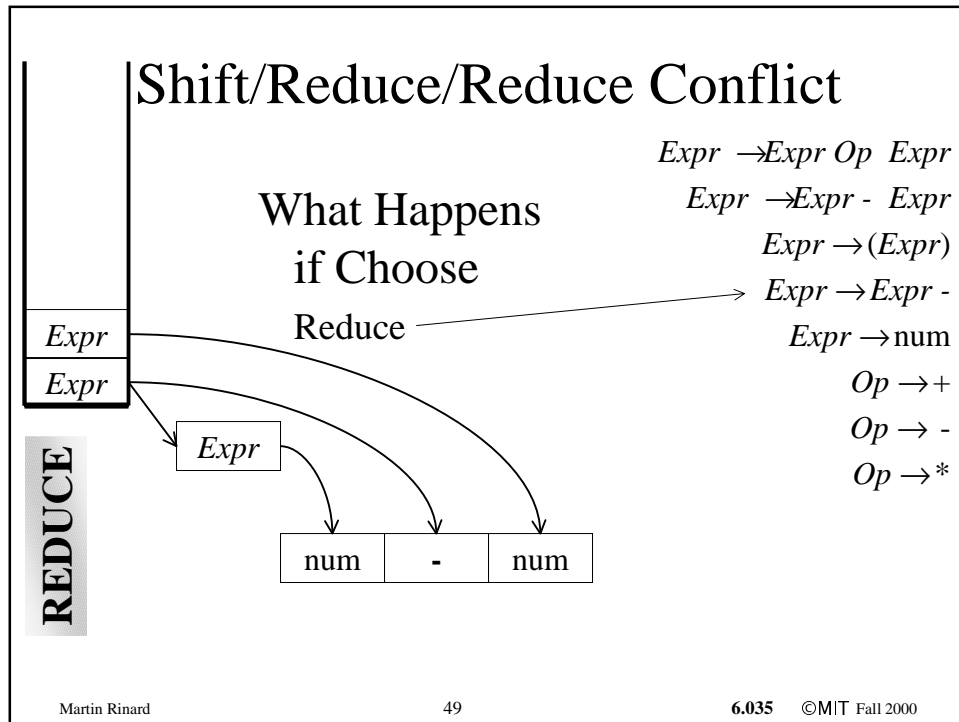 Shift/Reduce/Reduce Conflict
What Happens
if Choose
Reduce
Expr → Expr Op Expr
Expr → Expr - Expr
Expr → (Expr)
Expr → Expr -
Expr → num
Op → +
Op → -
Op → *
Expr
Expr
Expr
num - num
REDUCE
Martin Rinard 49 6.035 ©MIT Fall 2000